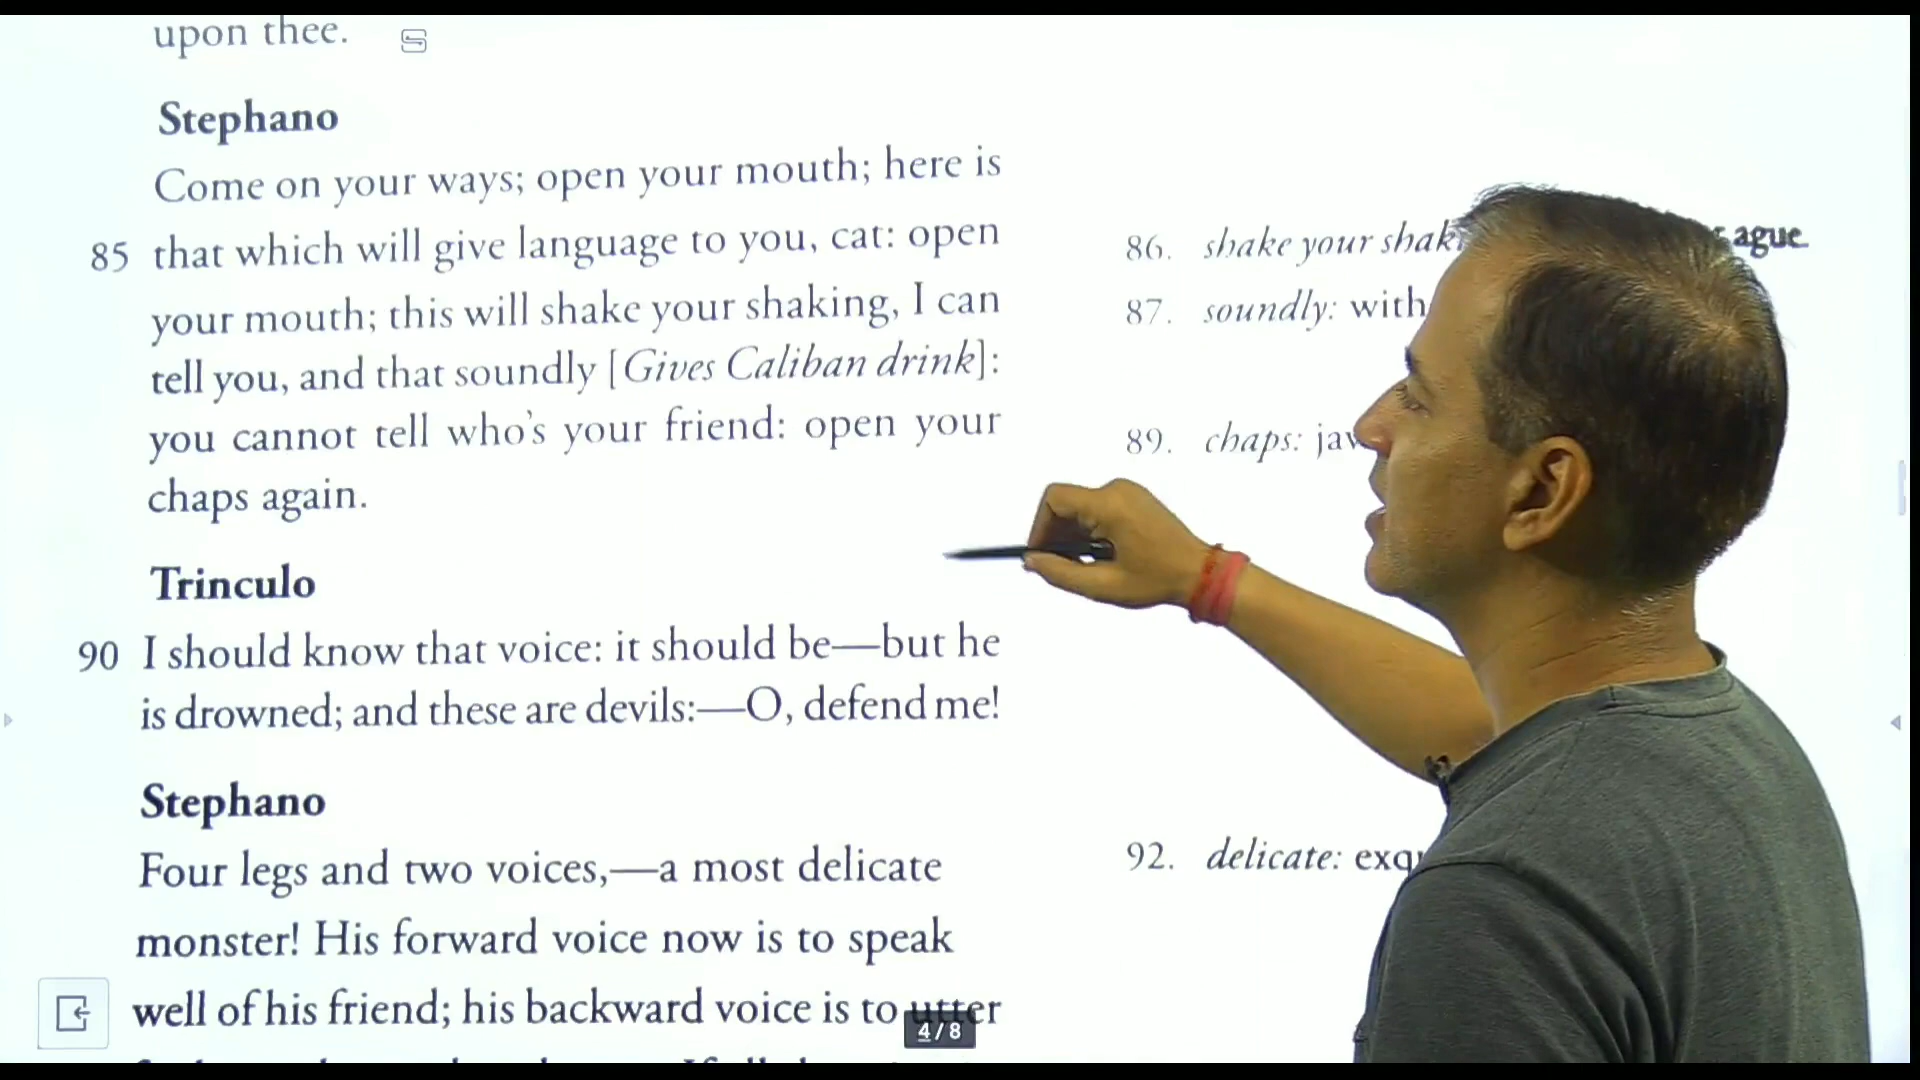 upon thee.
Stephano
Come on your ways; open your mouth; here is
85 that which will give language to you, cat: open
your mouth; this will shake your shaking, I can
tell you, and that soundly [Gives Caliban drink]:
you cannot tell who's your friend: open your
chaps again.
Trinculo
90 I should know that voice: it should be—but he
is drowned; and these are devils:—O, defend me!
Stephano
Four legs and two voices,—a most delicate
monster! His forward voice now is to speak
well of his friend; his backward voice is to utter
4/8
86. shake your ague
87. soundly: with
89. chaps:
92. delicate: